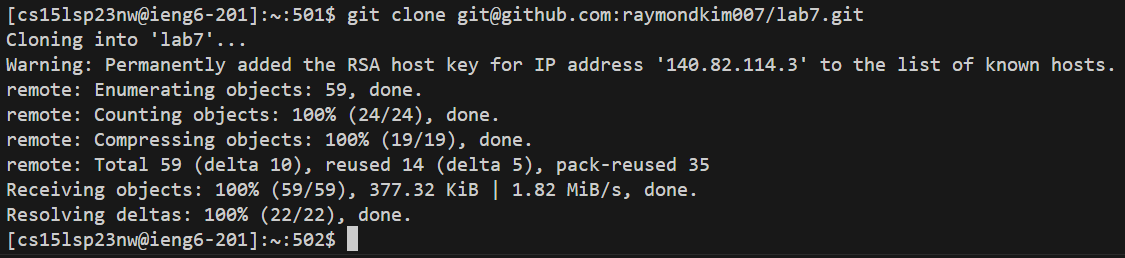 [cs15lsp23nw@ieng6-201]:~:501$ git clone git@github.com:raymondkim007/lab7.git
Cloning into 'lab7'...
Warning: Permanently added the RSA host key for IP address '140.82.114.3' to the list of known hosts.
remote: Enumerating objects: 59, done.
remote: Counting objects: 100% (24/24), done.
remote: Compressing objects: 100% (19/19), done.
remote: Total 59 (delta 10), reused 14 (delta 5), pack-reused 35
Receiving objects: 100% (59/59), 377.32 KiB | 1.82 MiB/s, done.
Resolving deltas: 100% (22/22), done.
[cs15lsp23nw@ieng6-201]:~:502$